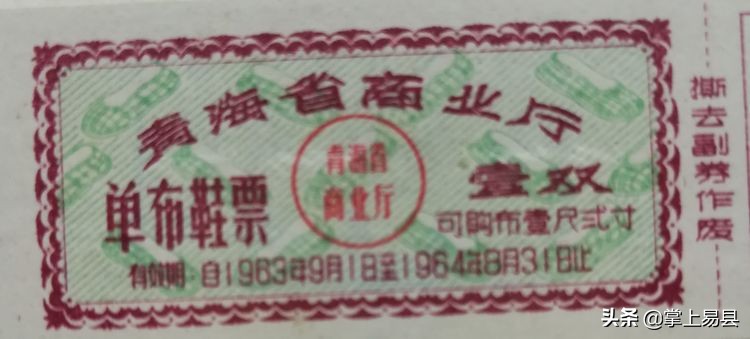 青海省商业厅
青海省
商业厅
单布鞋票
壹双
可购布壹尺弍寸
有效期·自1963年9月1日至1964年8月31日止
撕去副券作废
头条 @掌上易县